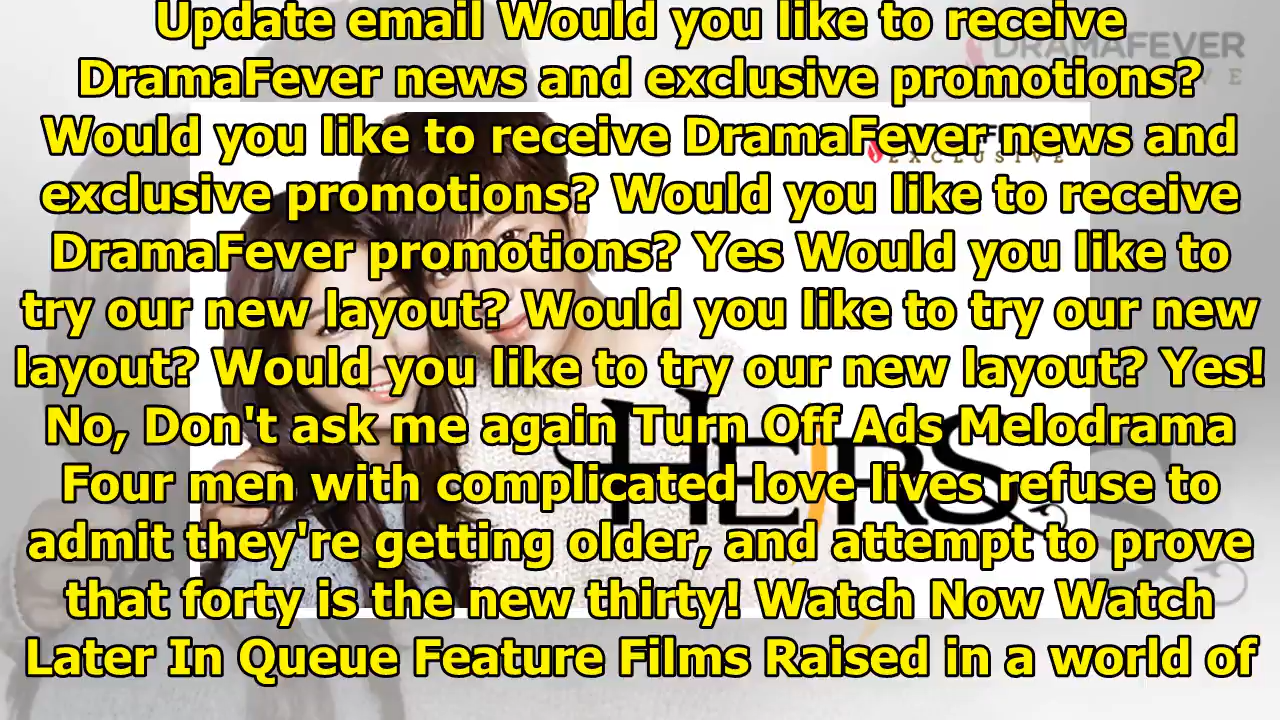 Update email Would you like to receive
DramaFever news and exclusive promotions?
Would you like to receive DramaFever news and
exclusive promotions? Would you like to receive
DramaFever promotions? Yes Would you like to
try our new layout? Would you like to try our new
layout? Would you like to try our new layout? Yes!
No, Don't ask me again Turn Off Ads Melodrama
Four men with complicated love lives refuse to
admit they're getting older, and attempt to prove
that forty is the new thirty! Watch Now Watch
Later In Queue Feature Films Raised in a world of
DRAMAFEVER
EXCLUSIVE
HEIRS